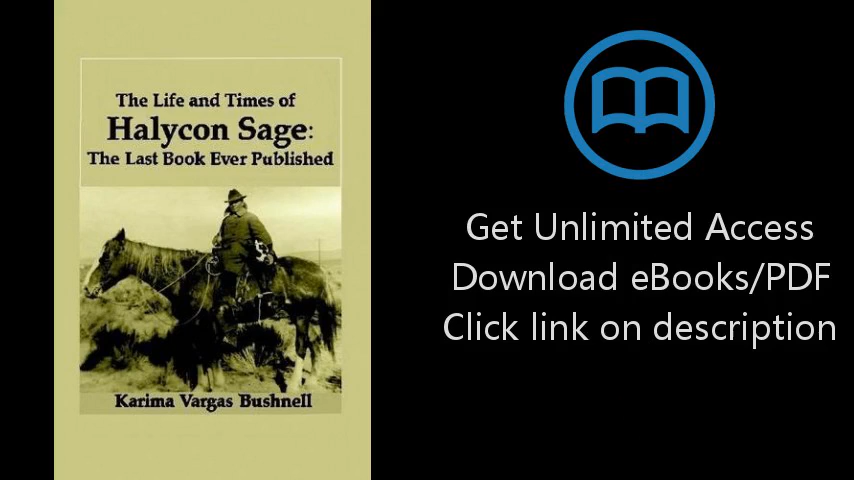 The Life and Times of
Halycon Sage:
The Last Book Ever Published
Karima Vargas Bushnell
Get Unlimited Access
Download eBooks/PDF
Click link on description